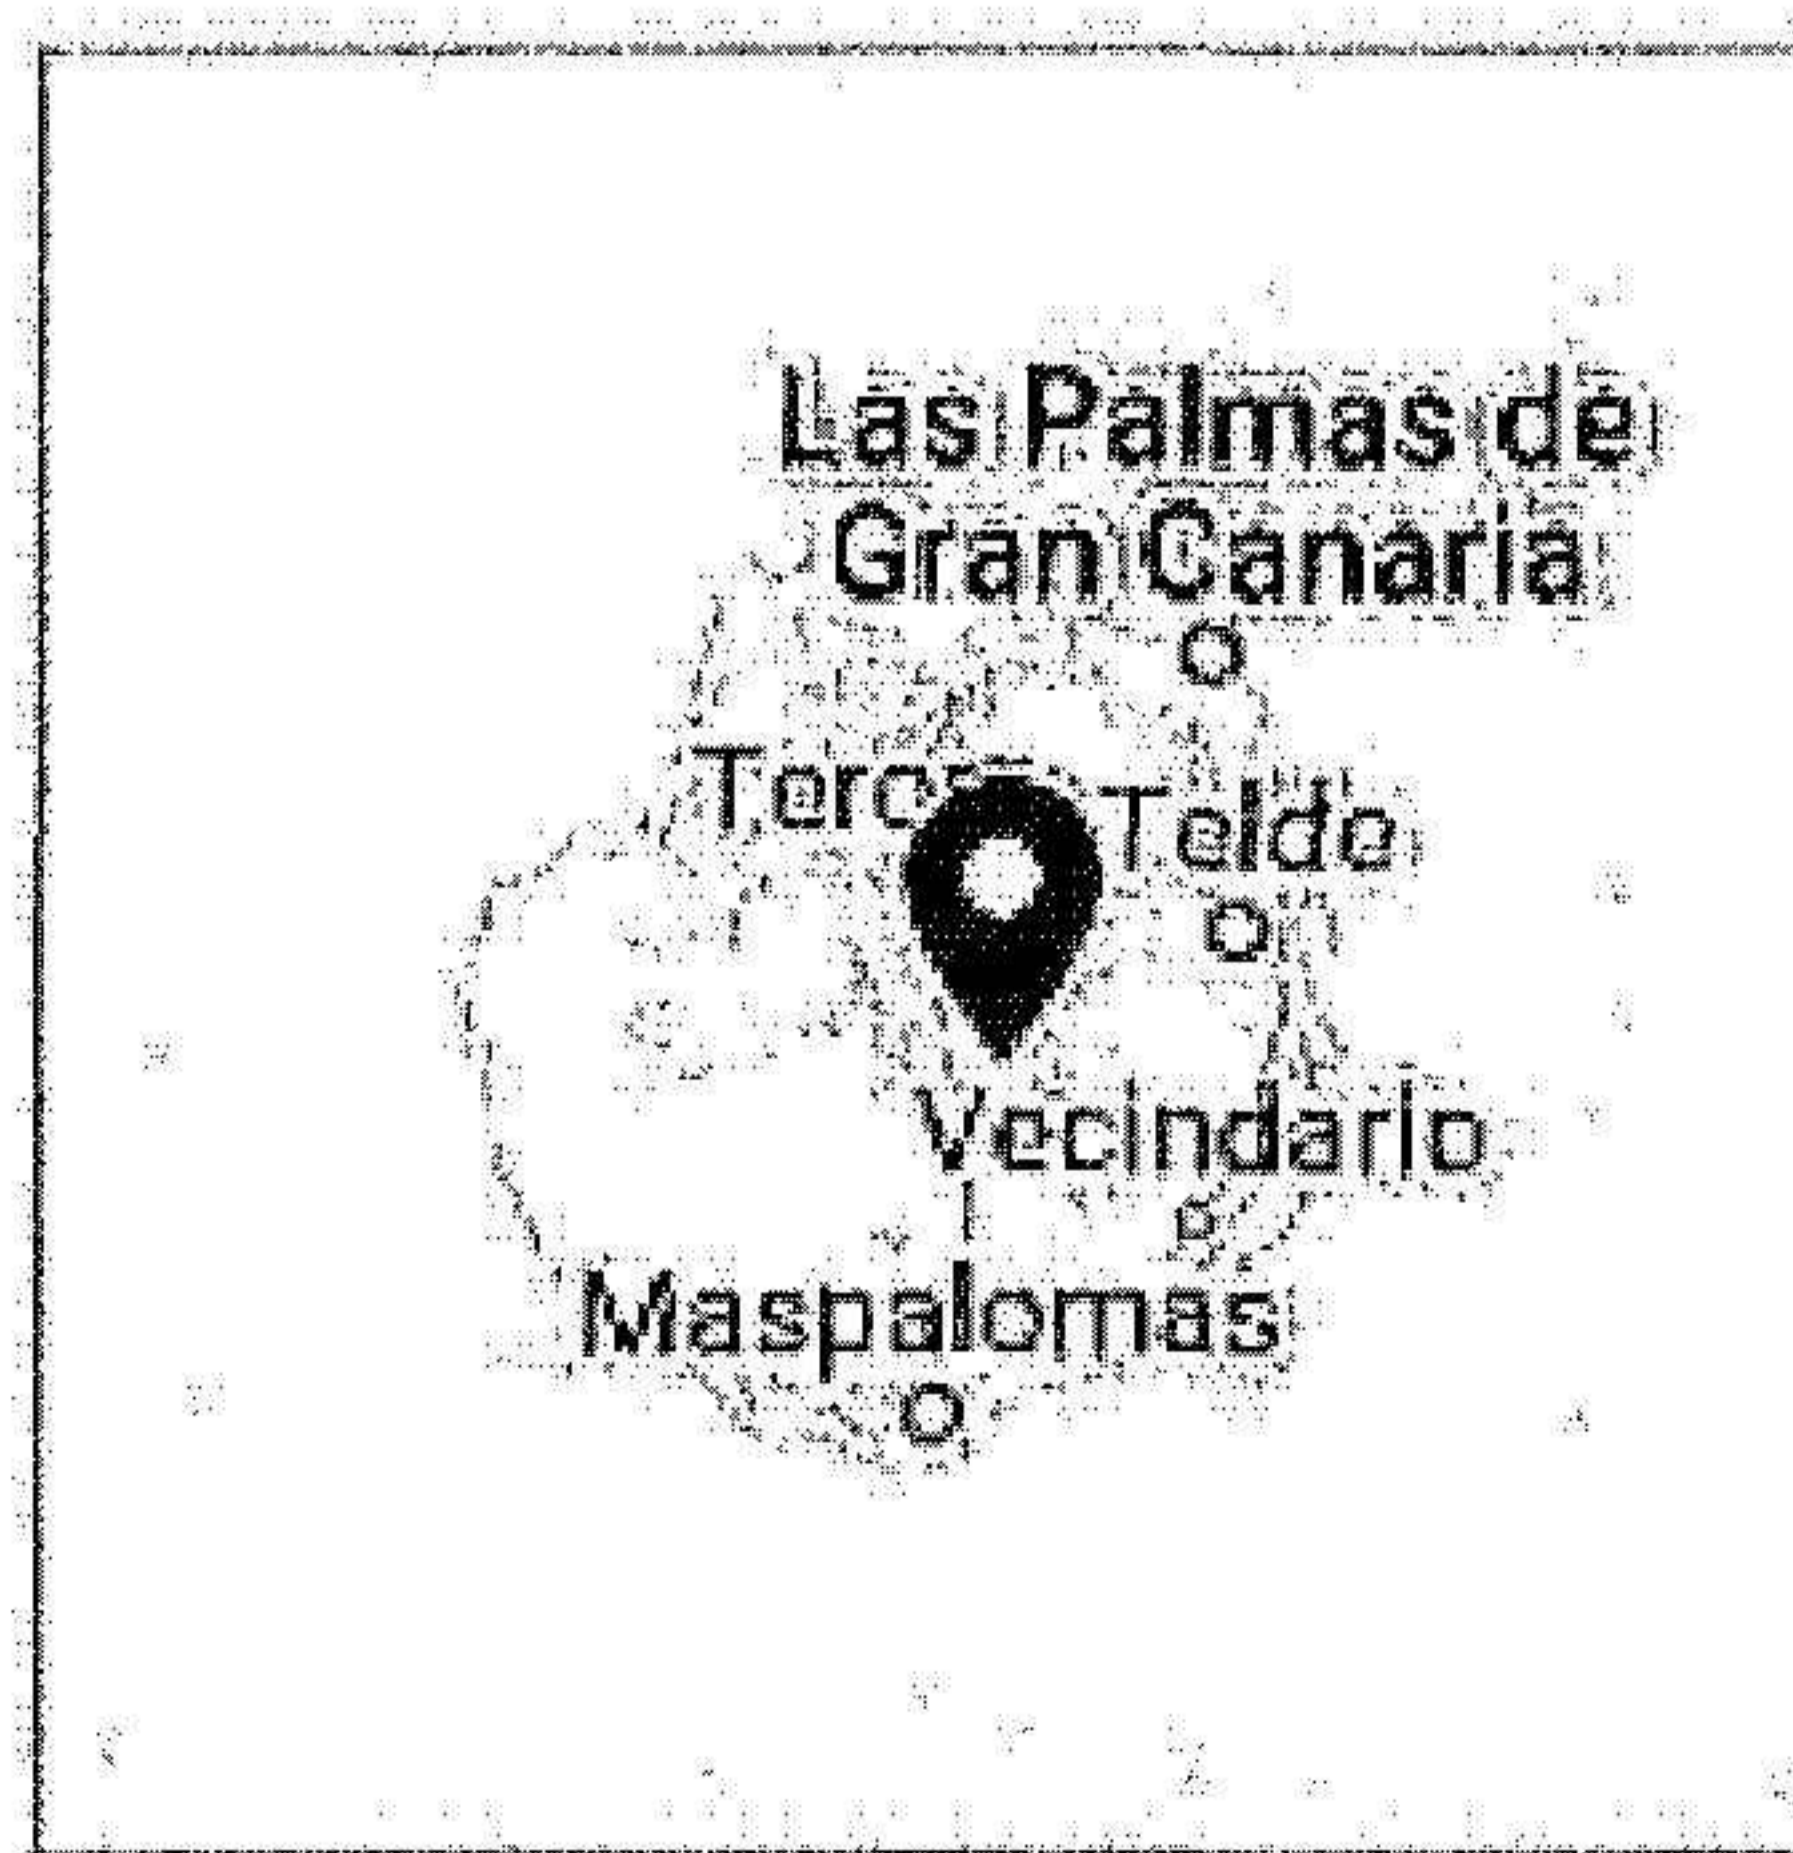 Las Palmas de
Gran Canaria
Telde
Vecindario
Maspalomas